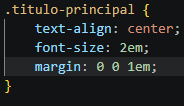 .titulo-principal {
    text-align: center;
    font-size: 2em;
    margin: 0 0 1em;
}